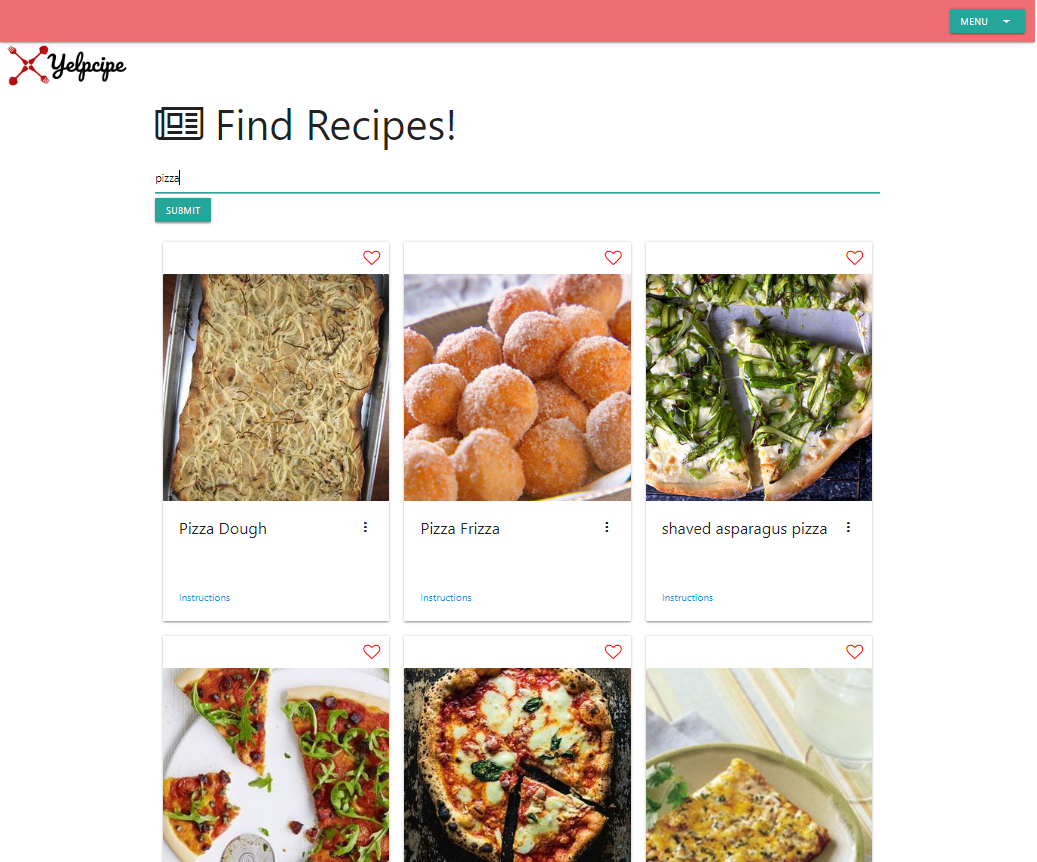 MENU
Yelpcipe
Find Recipes!
pizza
SUBMIT
Pizza Dough
Pizza Frizza
shaved asparagus pizza
Instructions
Instructions
Instructions